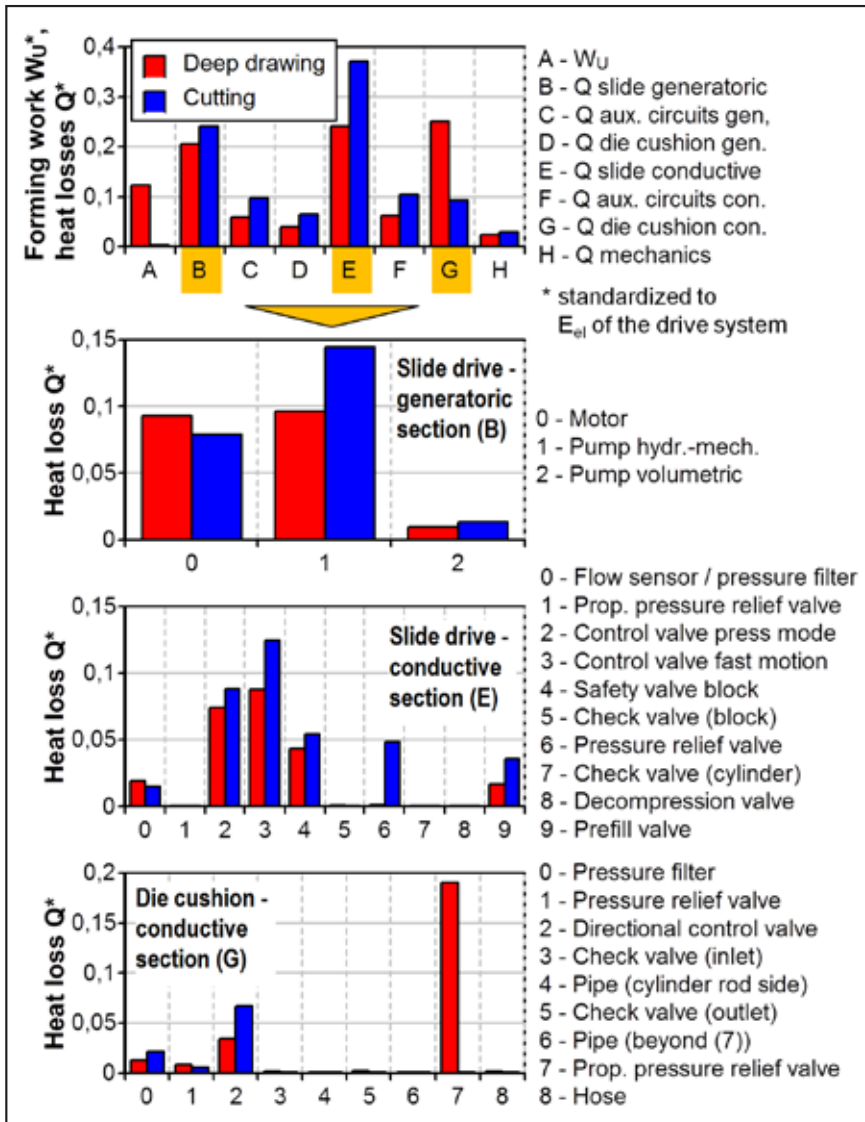 Forming work WU*,
heat losses Q*
0,4
0,3
0,2
0,1
0
Deep drawing
Cutting
A B C D E F G H
A - WU
B - Q slide generatoric
C - Q aux. circuits gen,
D - Q die cushion gen.
E - Q slide conductive
F - Q aux. circuits con.
G - Q die cushion con.
H - Q mechanics
* standardized to
Eel of the drive system
Heat loss Q*
0,15
0,1
0,05
0
Slide drive -
generatoric
section (B)
0 1 2
0 - Motor
1 - Pump hydr.-mech.
2 - Pump volumetric
Heat loss Q*
0,15
0,1
0,05
0
Slide drive -
conductive
section (E)
0 1 2 3 4 5 6 7 8 9
0 - Flow sensor / pressure filter
1 - Prop. pressure relief valve
2 - Control valve press mode
3 - Control valve fast motion
4 - Safety valve block
5 - Check valve (block)
6 - Pressure relief valve
7 - Check valve (cylinder)
8 - Decompression valve
9 - Prefill valve
Heat loss Q*
0,2
0,15
0,1
0,05
0
Die cushion -
conductive
section (G)
0 1 2 3 4 5 6 7 8
0 - Pressure filter
1 - Pressure relief valve
2 - Directional control valve
3 - Check valve (inlet)
4 - Pipe (cylinder rod side)
5 - Check valve (outlet)
6 - Pipe (beyond (7))
7 - Prop. pressure relief valve
8 - Hose